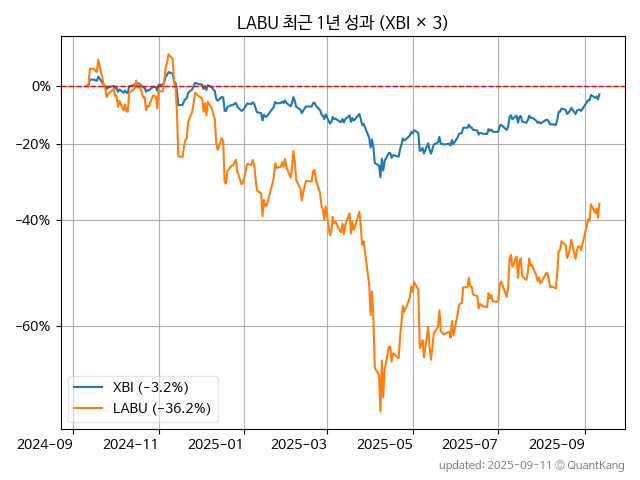 LABU 최근 1년 성과 (XBI × 3)
0%
−20%
−40%
−60%
XBI (−3.2%)
LABU (−36.2%)
2024−09
2024−11
2025−01
2025−03
2025−05
2025−07
2025−09
updated: 2025−09−11 © QuantKang